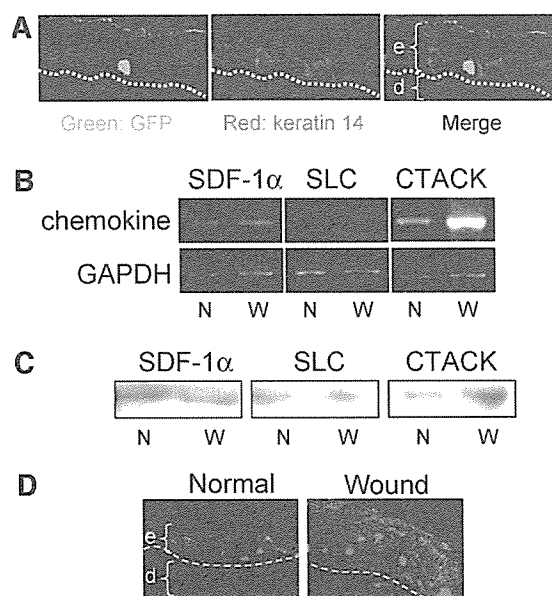 A
e
d
Green: GFP Red: keratin 14 Merge
B
SDF-1α SLC CTACK
chemokine
GAPDH
N W N W N W
C
SDF-1α SLC CTACK
N W N W N W
D
Normal Wound
e
d